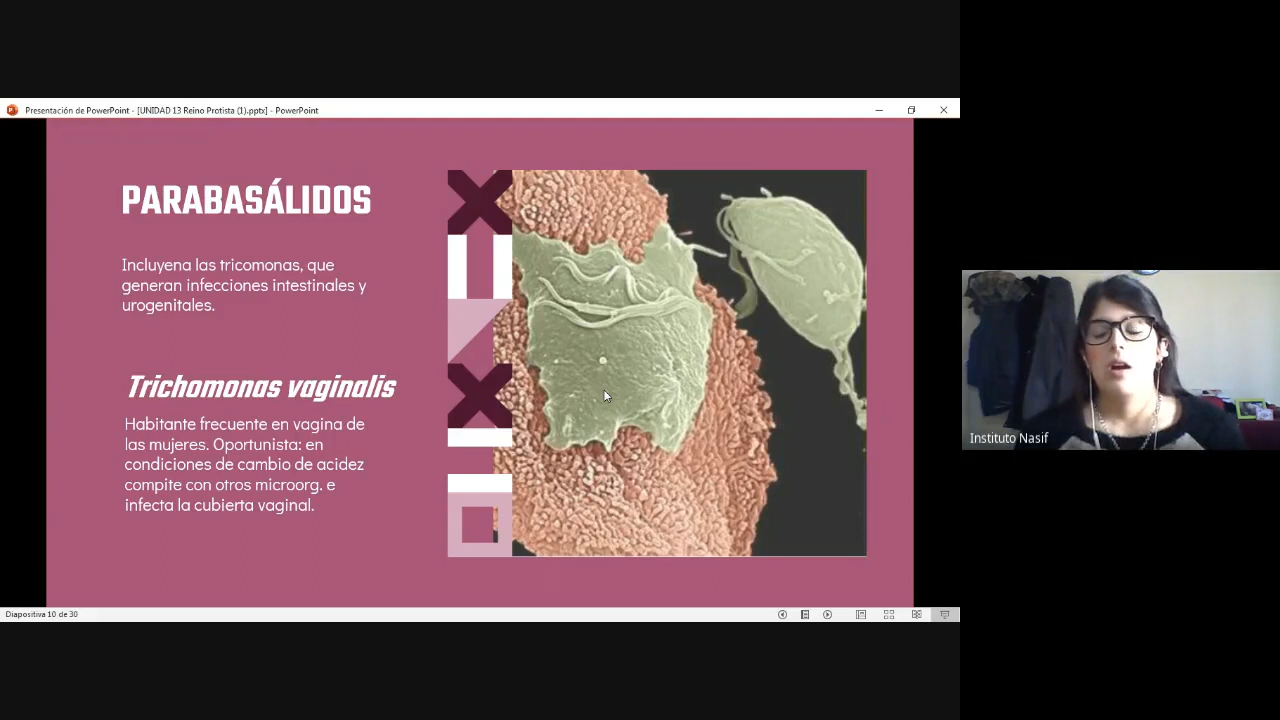 Presentación de PowerPoint - [UNIDAD 13 Reino Protista (1).pptx] - PowerPoint
PARABASÁLIDOS
Incluyena las tricomonas, que
generan infecciones intestinales y
urogenitales.
Trichomonas vaginalis
Habitante frecuente en vagina de
las mujeres. Oportunista: en
condiciones de cambio de acidez
compite con otros microorg. e
infecta la cubierta vaginal.
Instituto Nasif
Diapositiva 10 de 30